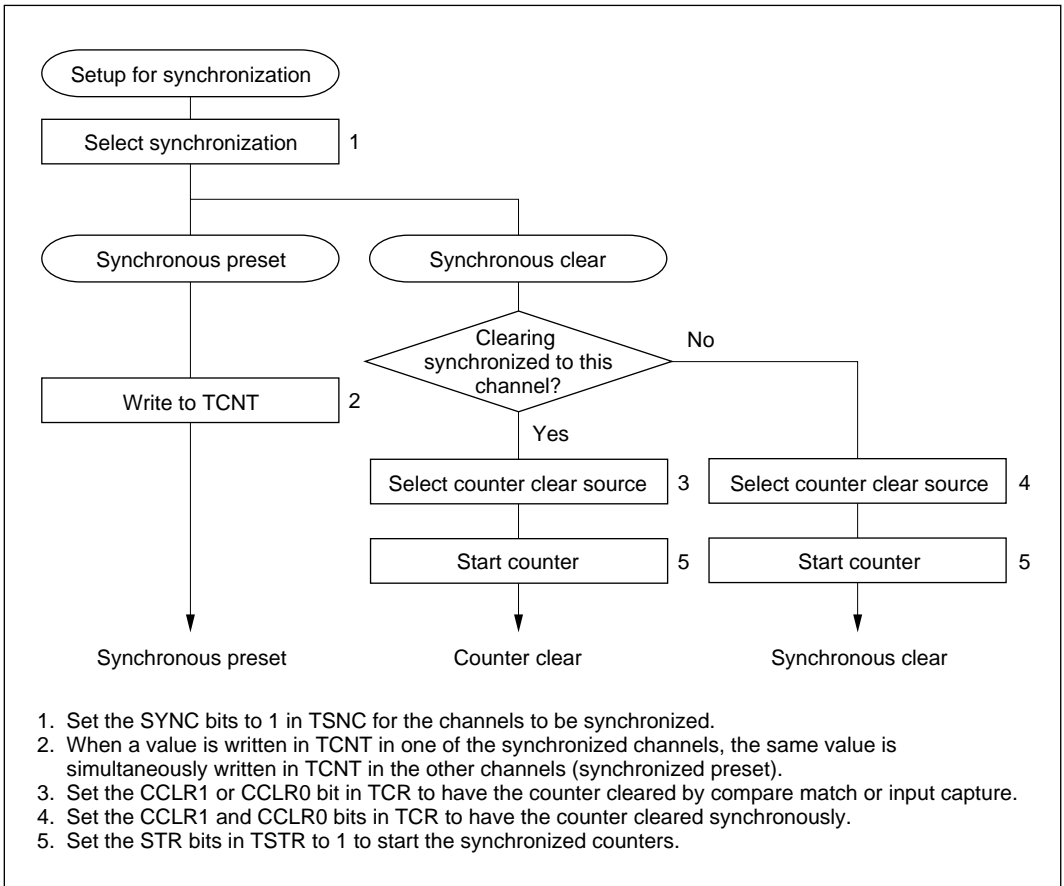 Setup for synchronization
Select synchronization 1
Synchronous preset
Synchronous clear
Clearing
synchronized to this
channel?
No
Yes
Write to TCNT 2
Select counter clear source 3
Select counter clear source 4
Start counter 5
Start counter 5
Synchronous preset
Counter clear
Synchronous clear
1. Set the SYNC bits to 1 in TSNC for the channels to be synchronized.
2. When a value is written in TCNT in one of the synchronized channels, the same value is
simultaneously written in TCNT in the other channels (synchronized preset).
3. Set the CCLR1 or CCLR0 bit in TCR to have the counter cleared by compare match or input capture.
4. Set the CCLR1 and CCLR0 bits in TCR to have the counter cleared synchronously.
5. Set the STR bits in TSTR to 1 to start the synchronized counters.